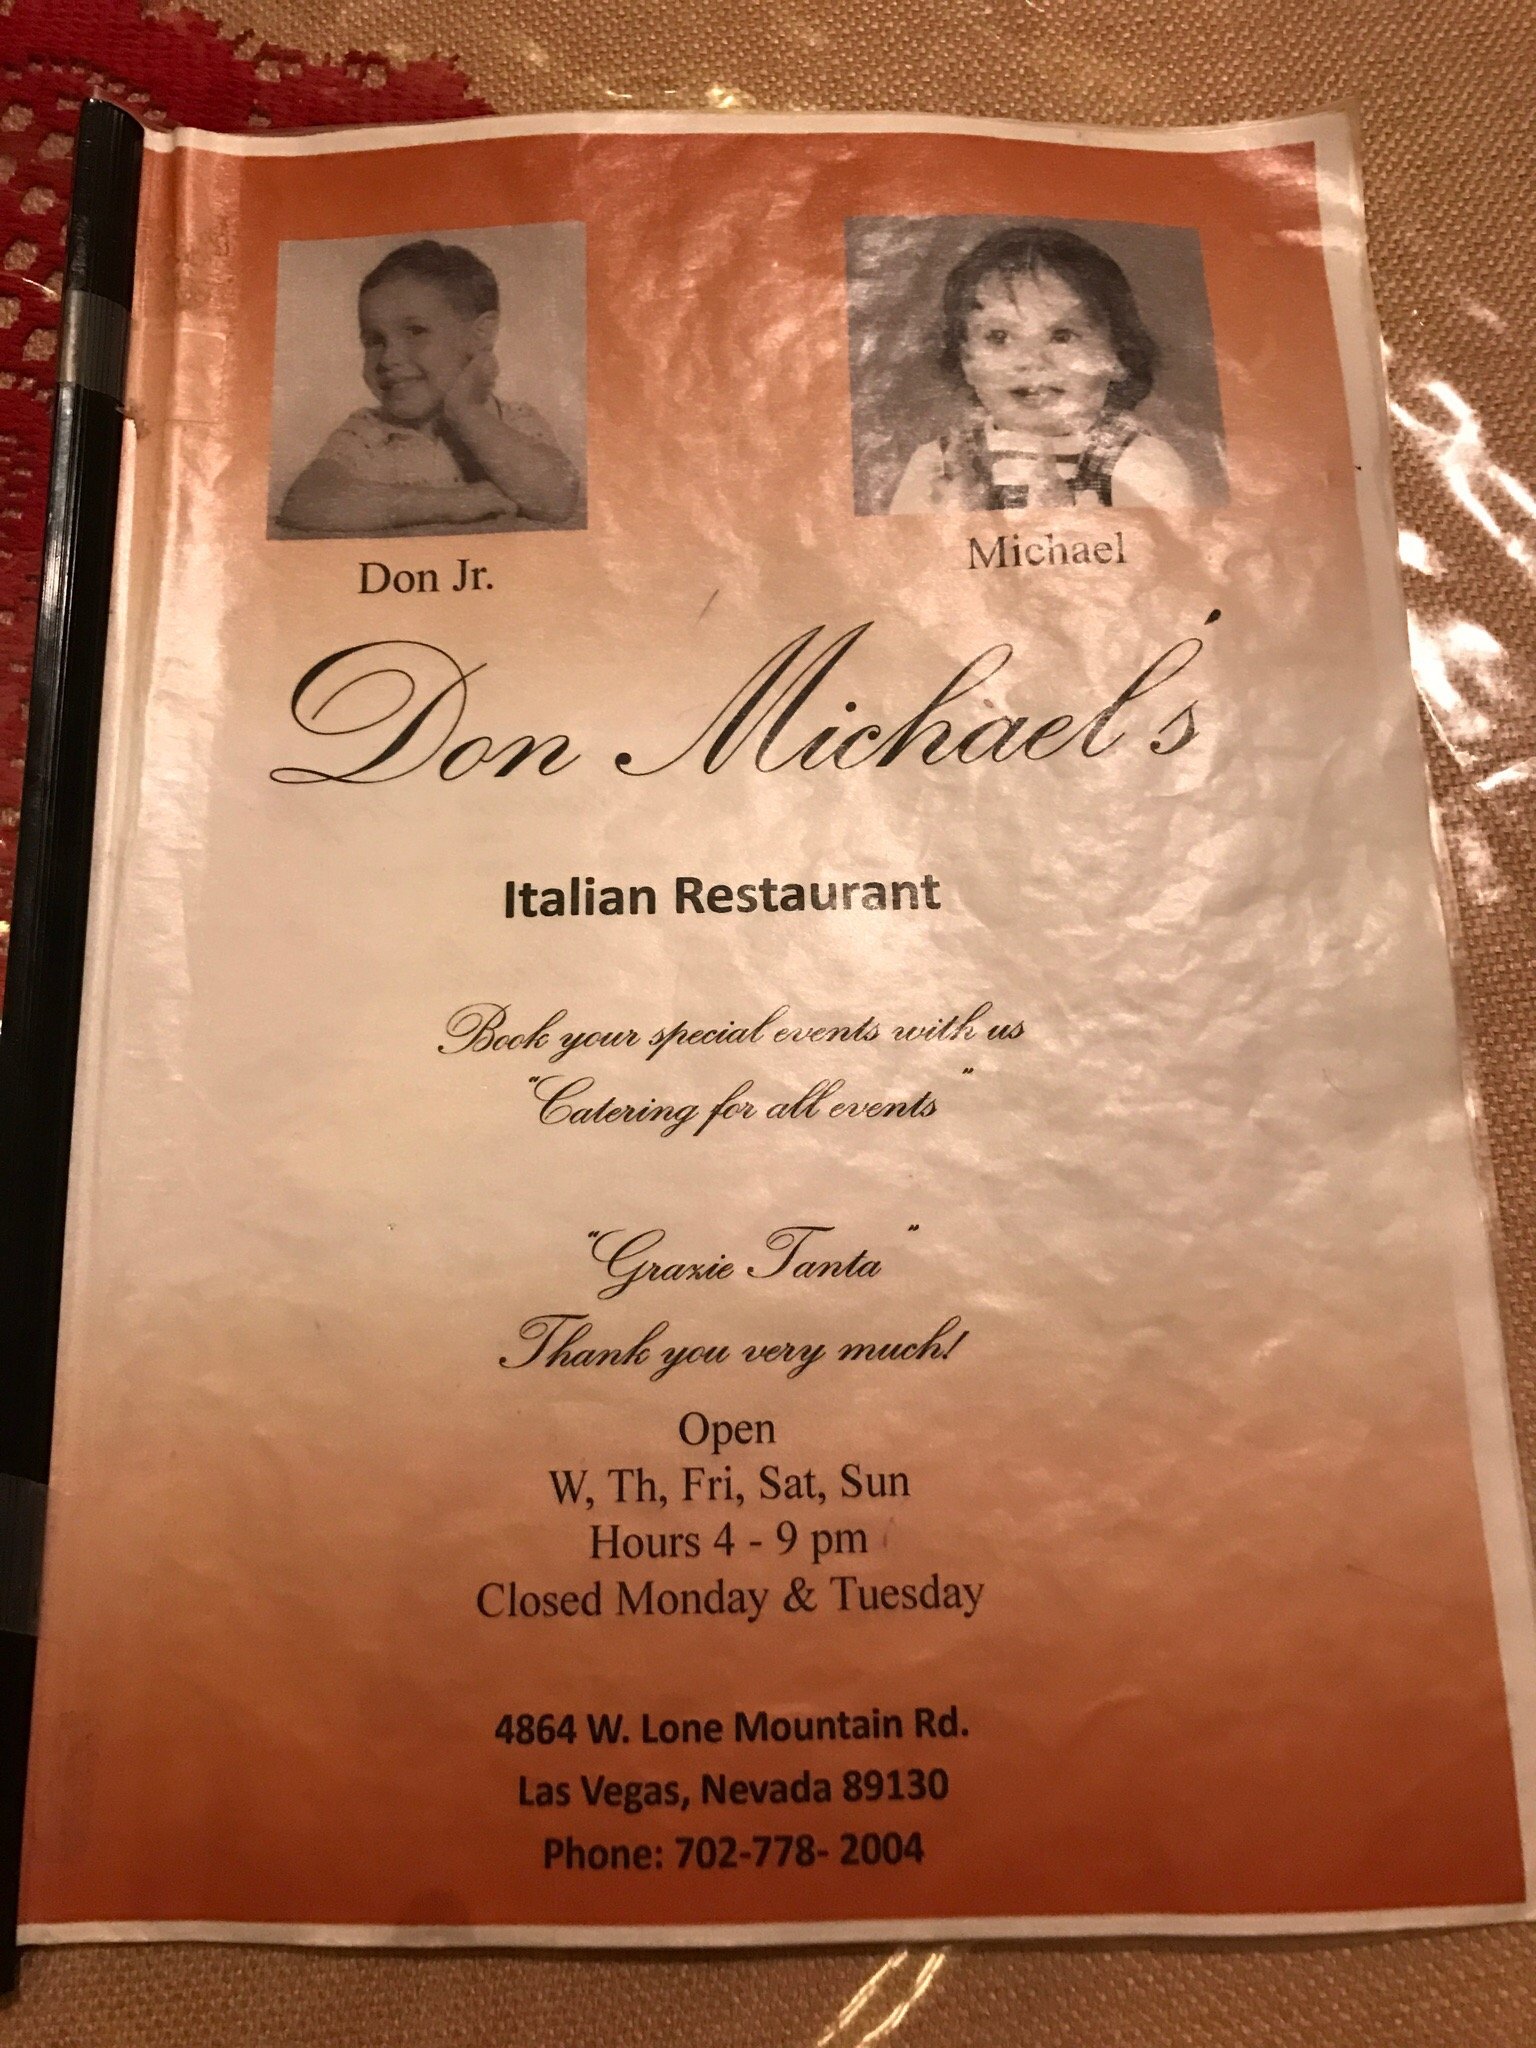 Don Jr.
Michael
Don Michael's
Italian Restaurant
Book your special events with us
"Catering for all events"
"Grazie Tanta"
Thank you very much!
Open
W, Th, Fri, Sat, Sun
Hours 4 - 9 pm
Closed Monday & Tuesday
4864 W. Lone Mountain Rd.
Las Vegas, Nevada 89130
Phone: 702-778- 2004